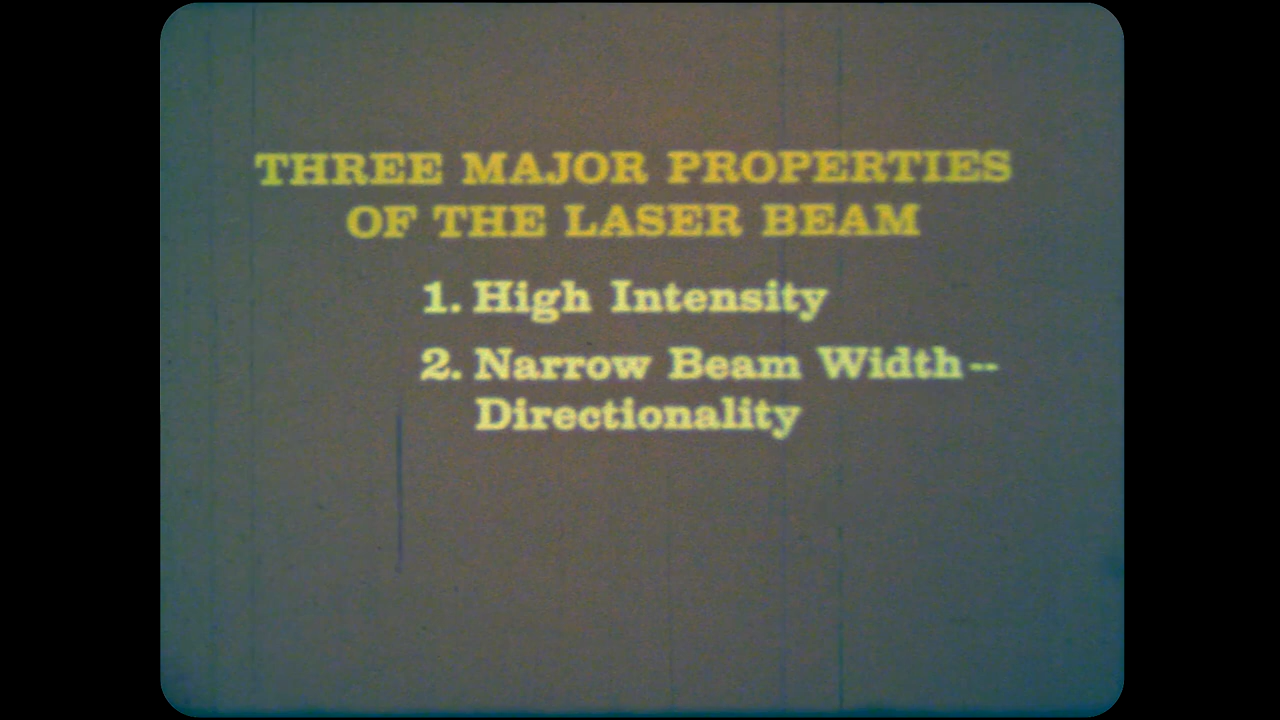 THREE MAJOR PROPERTIES
OF THE LASER BEAM
1. High Intensity
2. Narrow Beam Width--
Directionality